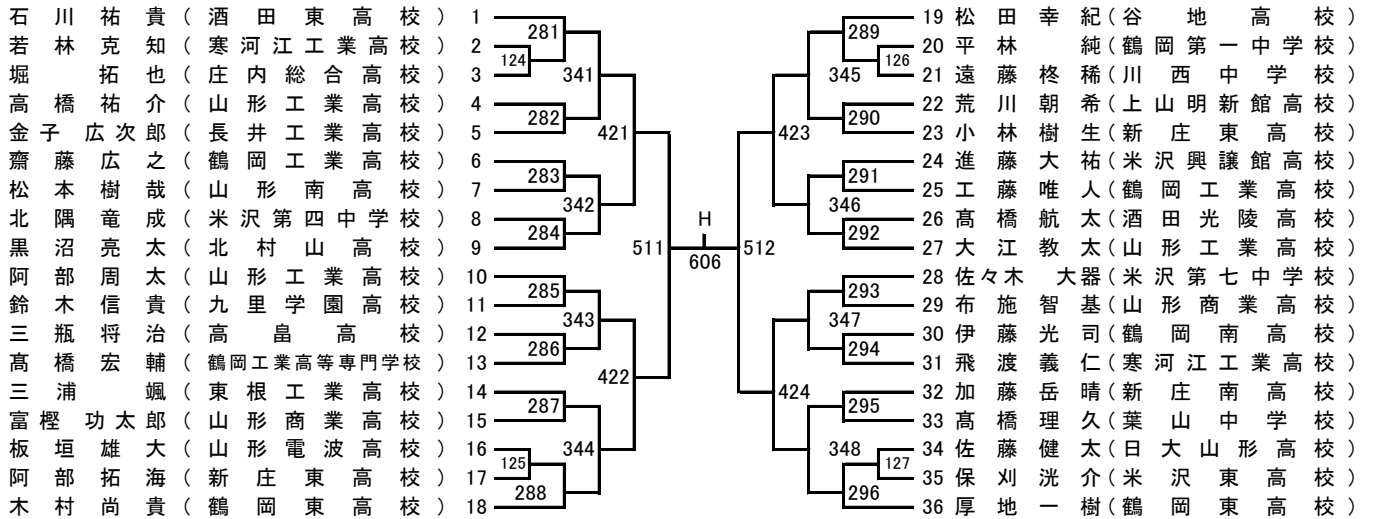 石川祐貴(酒田東高校) 1
若林克知(寒河江工業高校) 2
堀拓也(庄内総合高校) 3
高橋祐介(山形工業高校) 4
金子広次郎(長井工業高校) 5
齋藤広之(鶴岡工業高校) 6
松本樹哉(山形南高校) 7
北隅竜成(米沢第四中学校) 8
黒沼亮太(北村山高校) 9
阿部周太(山形工業高校) 10
鈴木信貴(九里学園高校) 11
三瓶将治(高畠高校) 12
髙橋宏輔(鶴岡工業高等専門学校) 13
三浦颯(東根工業高校) 14
富樫功太郎(山形商業高校) 15
板垣雄大(山形電波高校) 16
阿部拓海(新庄東高校) 17
木村尚貴(鶴岡東高校) 18
281
124
341
282
421
283
342
284
511
285
343
286
422
287
344
125
288
H
606
512
289
126
345
290
423
291
346
292
293
347
294
424
295
348
127
296
19 松田幸紀(谷地高校)
20 平林純(鶴岡第一中学校)
21 遠藤柊稀(川西中学校)
22 荒川朝希(上山明新館高校)
23 小林樹生(新庄東高校)
24 進藤大祐(米沢興譲館高校)
25 工藤唯人(鶴岡工業高校)
26 髙橋航太(酒田光陵高校)
27 大江教太(山形工業高校)
28 佐々木 大器(米沢第七中学校)
29 布施智基(山形商業高校)
30 伊藤光司(鶴岡南高校)
31 飛渡義仁(寒河江工業高校)
32 加藤岳晴(新庄南高校)
33 髙橋理久(葉山中学校)
34 佐藤健太(日大山形高校)
35 保刈洸介(米沢東高校)
36 厚地一樹(鶴岡東高校)